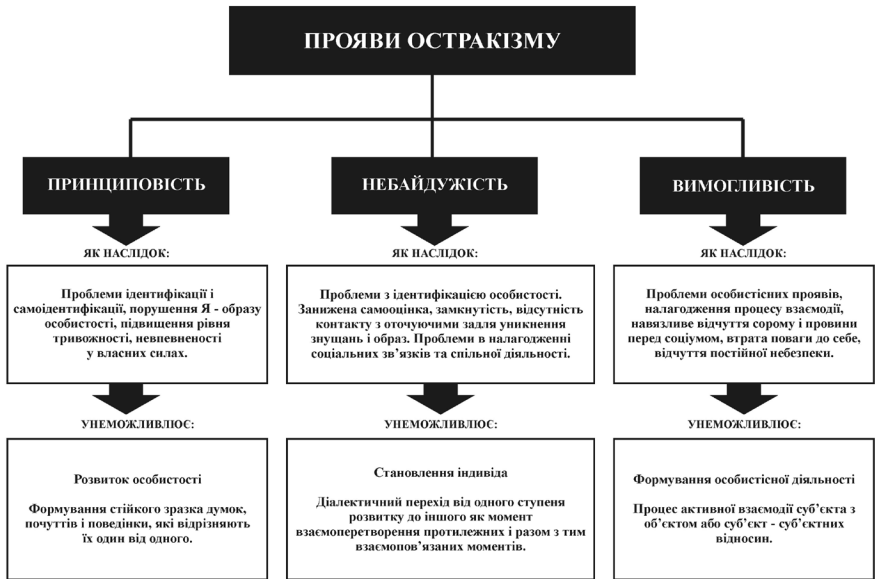 ПРОЯВИ ОСТРАКІЗМУ
ПРИНЦИПОВІСТЬ
ЯК НАСЛІДОК:
Проблеми ідентифікації і
самоідентифікації, порушення Я - образу
особистості, підвищення рівня
тривожності, невпевненості
у власних силах.
УНЕМОЖЛИВЛЮЄ:
Розвиток особистості
Формування стійкого зразка думок,
почуттів і поведінки, які відрізняють
їх один від одного.
НЕБАЙДУЖІСТЬ
ЯК НАСЛІДОК:
Проблеми з ідентифікацією особистості.
Занижена самооцінка, замкнутість, відсутність
контакту з оточуючими задля уникнення
знущань і образ. Проблеми в налагодженні
соціальних зв’язків та спільної діяльності.
УНЕМОЖЛИВЛЮЄ:
Становлення індивіда
Діалектичний перехід від одного ступеня
розвитку до іншого як момент
взаємоперетворення протилежних і разом з тим
взаємопов’язаних моментів.
ВИМОГЛИВІСТЬ
ЯК НАСЛІДОК:
Проблеми особистісних проявів,
налагодження процесу взаємодії,
навязливе відчуття сорому і провини
перед соціумом, втрата поваги до себе,
відчуття постійної небезпеки.
УНЕМОЖЛИВЛЮЄ:
Формування особистісної діяльності
Процес активної взаємодії суб’єкта з
об’єктом або суб’єкт - суб’єктних
відносин.